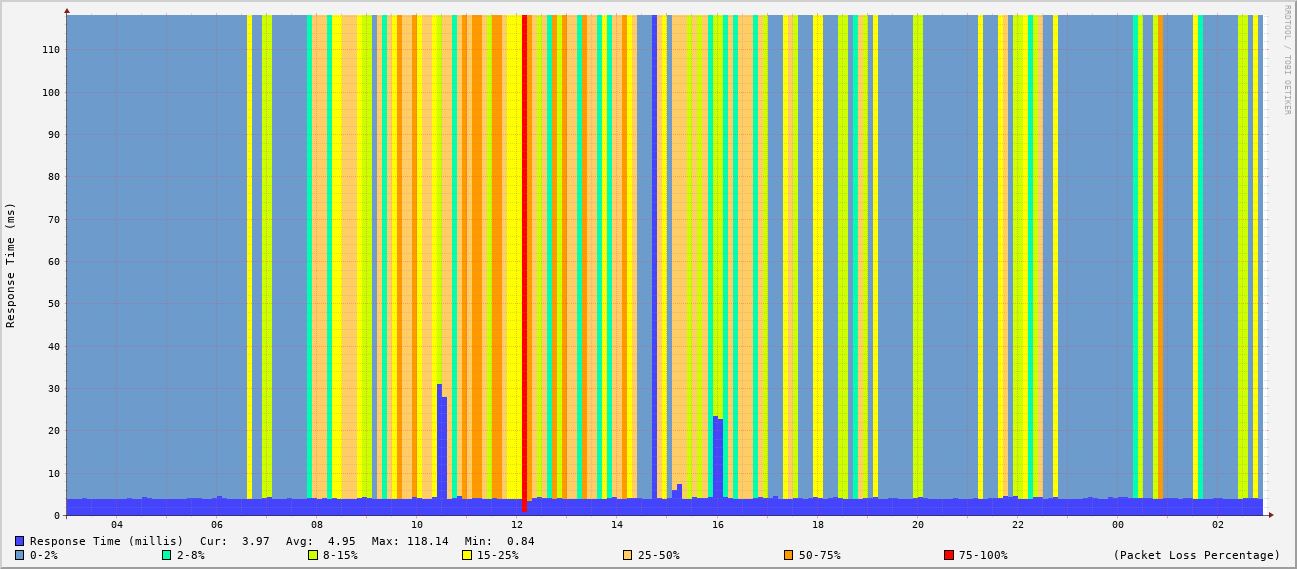 RRDTOOL / TOBI OETIKER
Response Time (ms)
110
100
90
80
70
60
50
40
30
20
10
0
04 06 08 10 12 14 16 18 20 22 00 02
Response Time (millis) Cur: 3.97 Avg: 4.95 Max: 118.14 Min: 0.84
0-2% 2-8% 8-15% 15-25% 25-50% 50-75% 75-100% (Packet Loss Percentage)